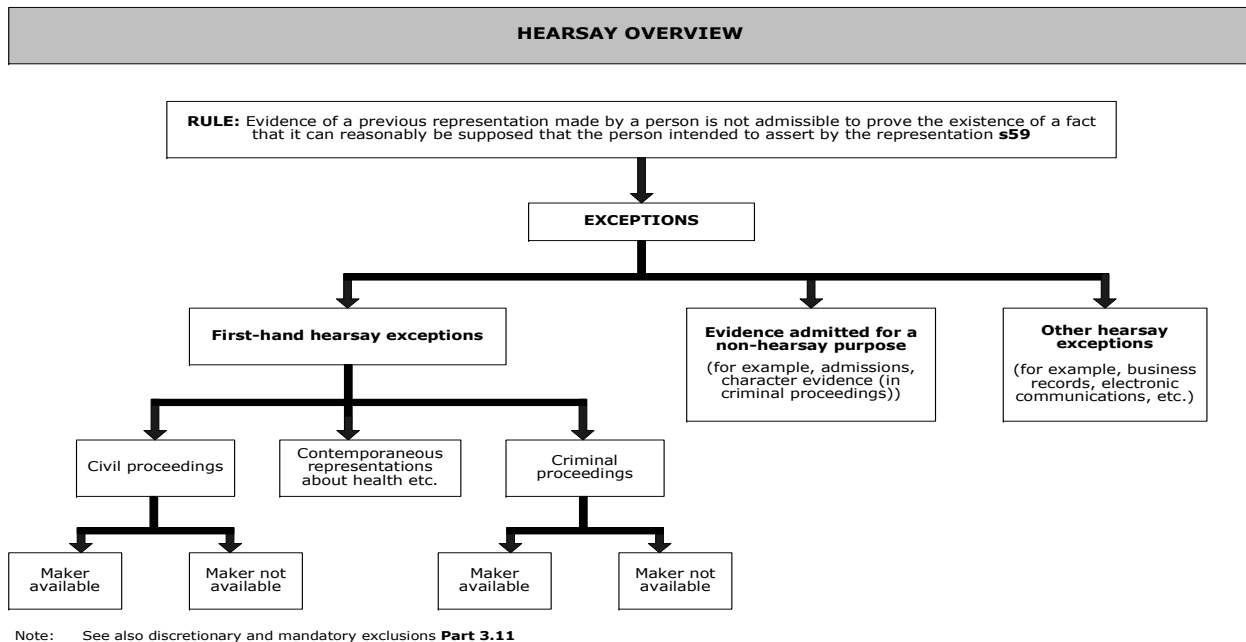 HEARSAY OVERVIEW
RULE: Evidence of a previous representation made by a person is not admissible to prove the existence of a fact
that it can reasonably be supposed that the person intended to assert by the representation s59
EXCEPTIONS
First-hand hearsay exceptions
Evidence admitted for a
non-hearsay purpose
(for example, admissions,
character evidence (in
criminal proceedings))
Other hearsay
exceptions
(for example, business
records, electronic
communications, etc.)
Civil proceedings
Contemporaneous
representations
about health etc.
Criminal
proceedings
Maker
available
Maker not
available
Maker
available
Maker not
available
Note: See also discretionary and mandatory exclusions Part 3.11